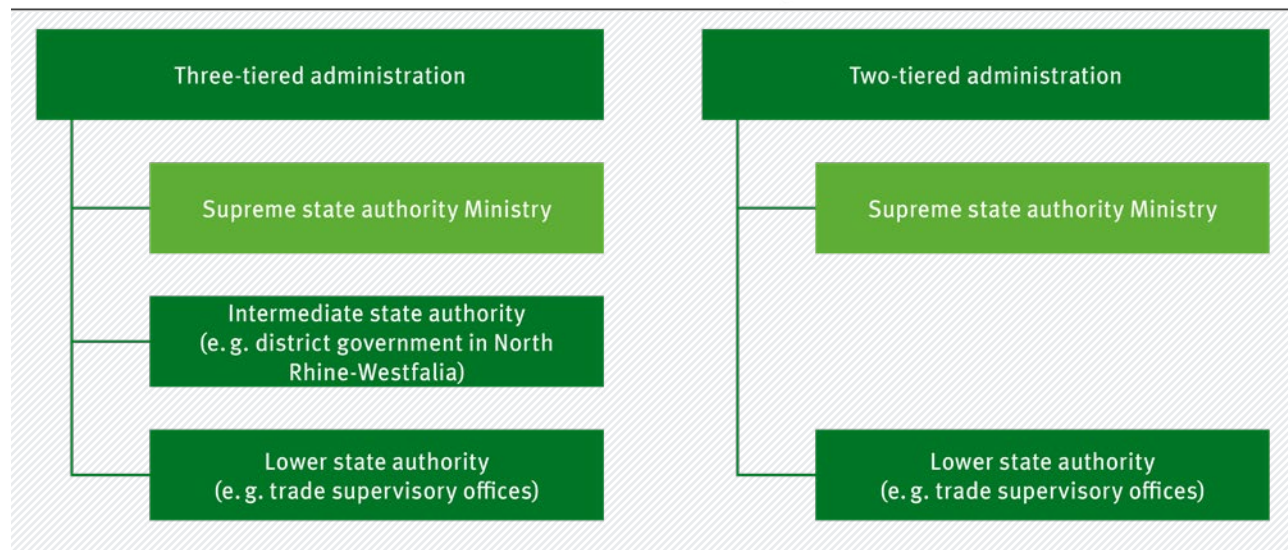 Three-tiered administration
Supreme state authority Ministry
Intermediate state authority
(e. g. district government in North
Rhine-Westfalia)
Lower state authority
(e. g. trade supervisory offices)
Two-tiered administration
Supreme state authority Ministry
Lower state authority
(e. g. trade supervisory offices)